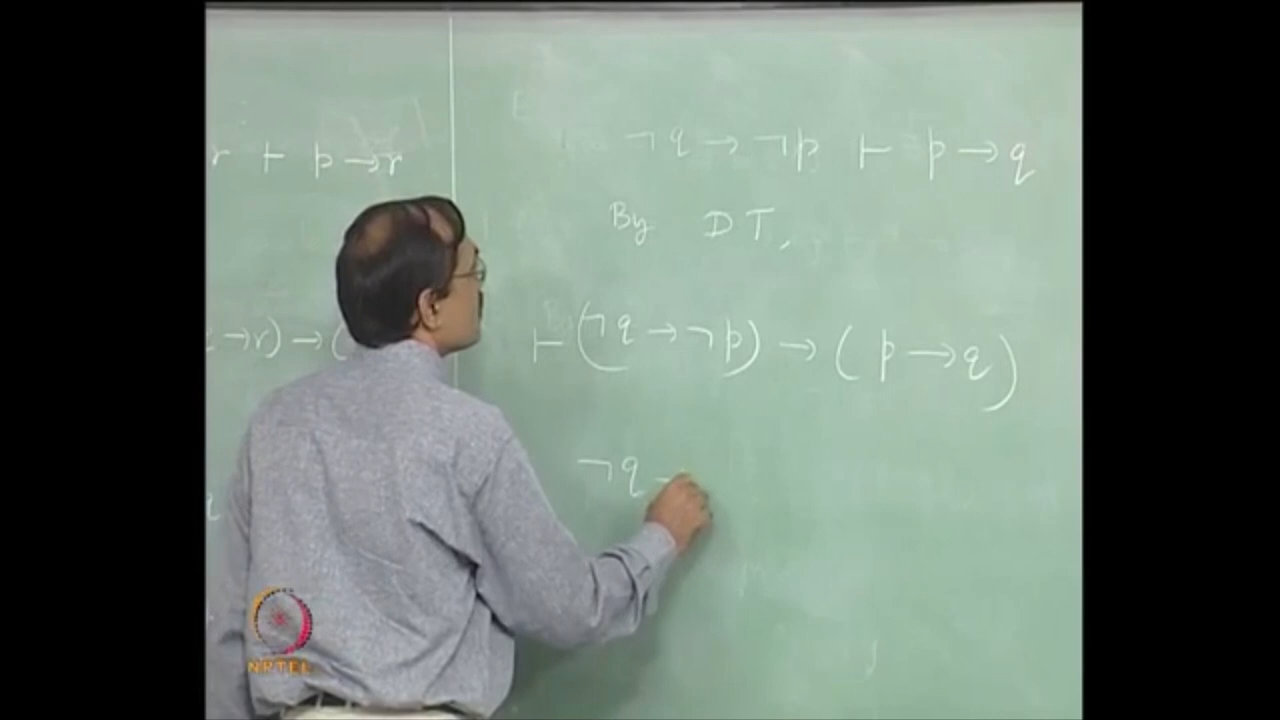 r ⊢ p → r
→ r) → (
q
¬q → ¬p ⊢ p → q
By DT,
⊢ (¬q → ¬p) → (p → q)
¬q →
NPTEL